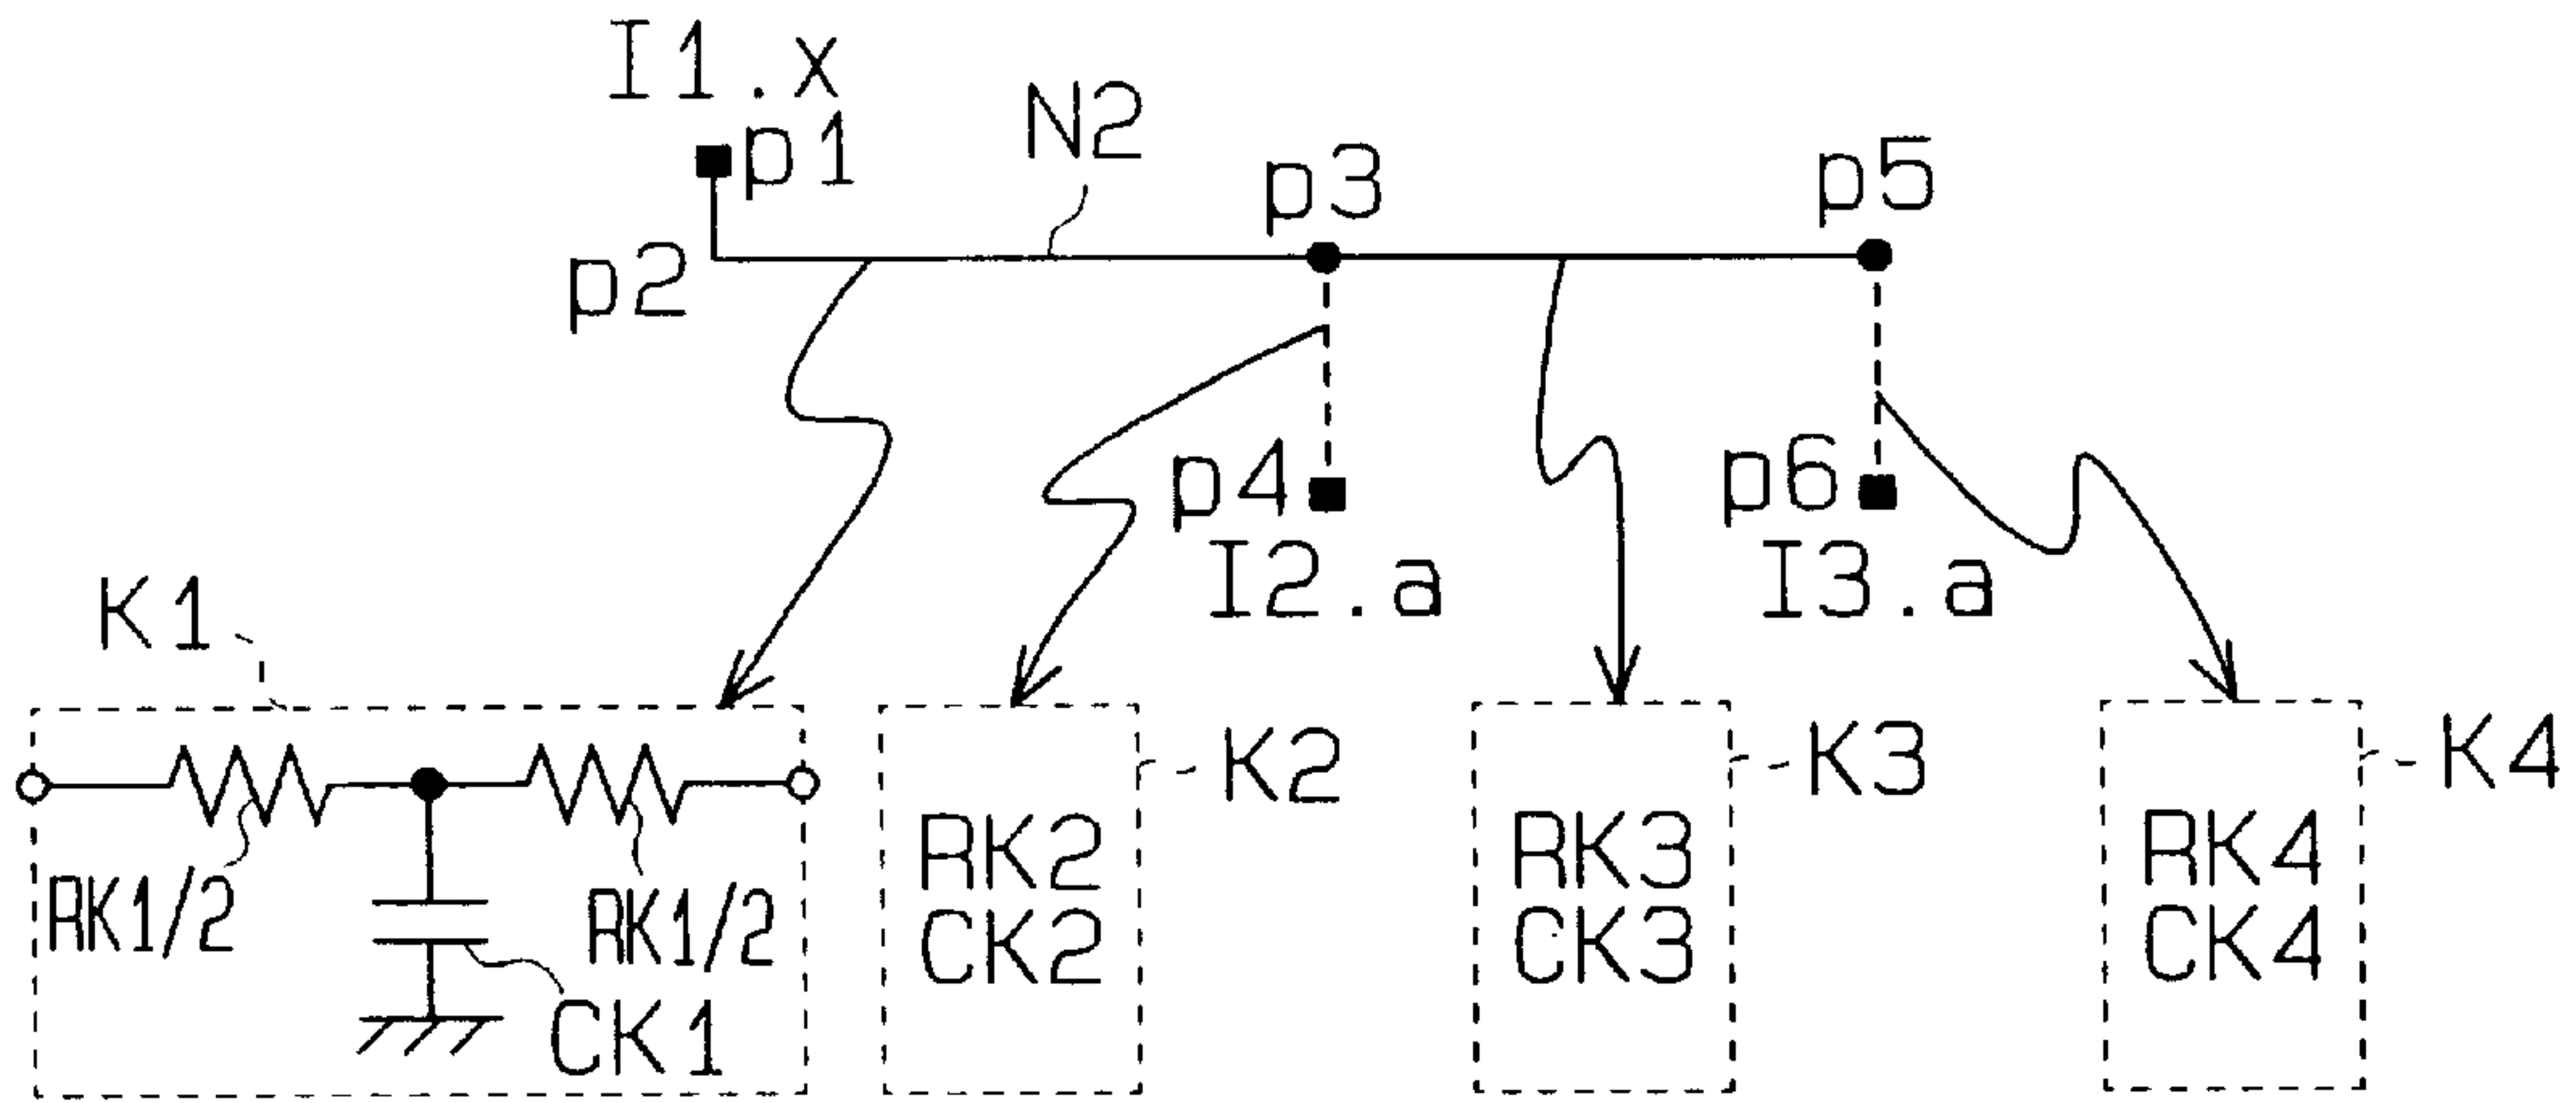 I1.x
p1
N2
p3
p5
p2
p4
I2.a
p6
I3.a
K1
RK1/2
RK1/2
CK1
K2
RK2
CK2
K3
RK3
CK3
K4
RK4
CK4